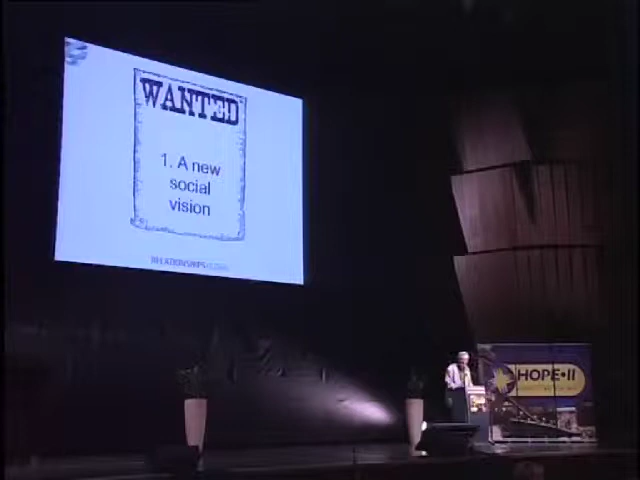 WANTED
1. A new
social
vision
HOPE•II